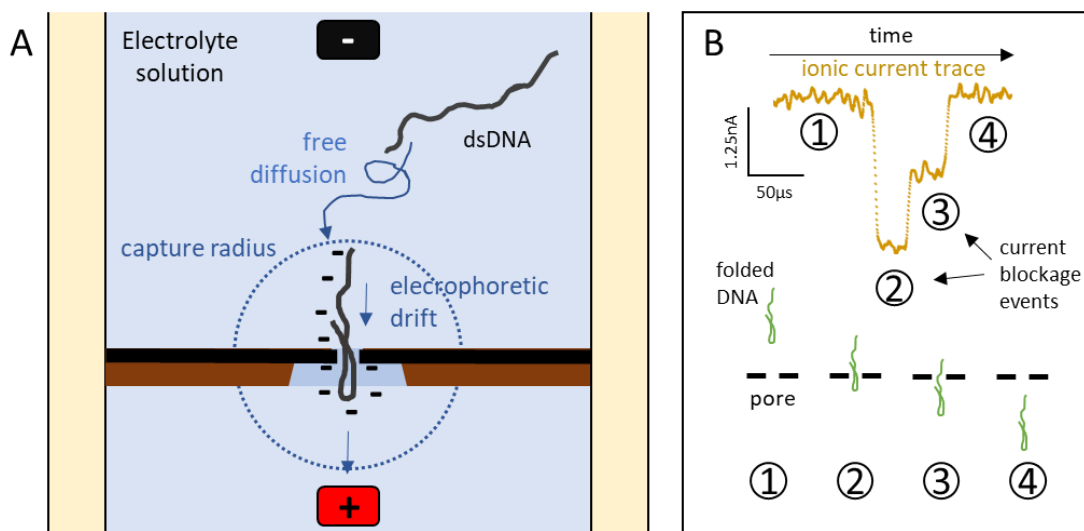 A
Electrolyte
solution
-
dsDNA
free
diffusion
capture radius
elecrophoretic
drift
+
B
time
ionic current trace
1.25nA
50µs
①
④
③
②
current
blockage
events
folded
DNA
pore
① ② ③ ④